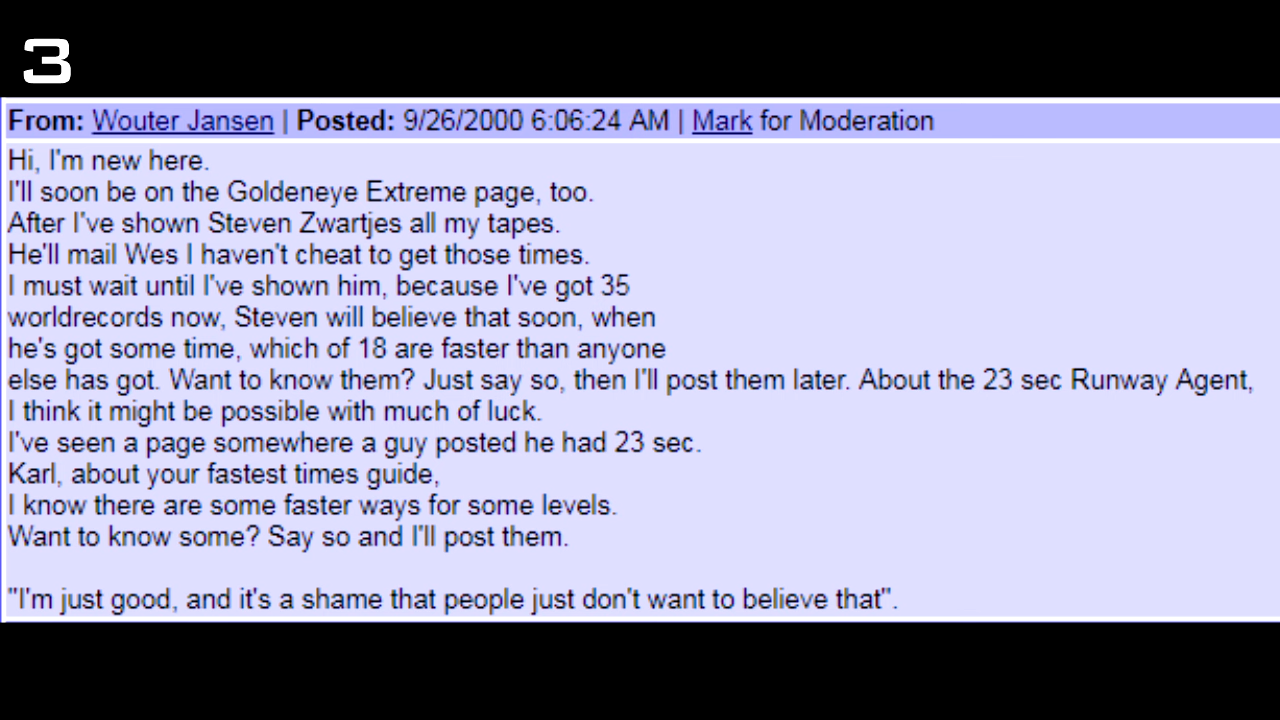 3
From: Wouter Jansen | Posted: 9/26/2000 6:06:24 AM | Mark for Moderation
Hi, I'm new here.
I'll soon be on the Goldeneye Extreme page, too.
After I've shown Steven Zwartjes all my tapes.
He'll mail Wes I haven't cheat to get those times.
I must wait until I've shown him, because I've got 35
worldrecords now, Steven will believe that soon, when
he's got some time, which of 18 are faster than anyone
else has got. Want to know them? Just say so, then I'll post them later. About the 23 sec Runway Agent,
I think it might be possible with much of luck.
I've seen a page somewhere a guy posted he had 23 sec.
Karl, about your fastest times guide,
I know there are some faster ways for some levels.
Want to know some? Say so and I'll post them.
"I'm just good, and it's a shame that people just don't want to believe that".